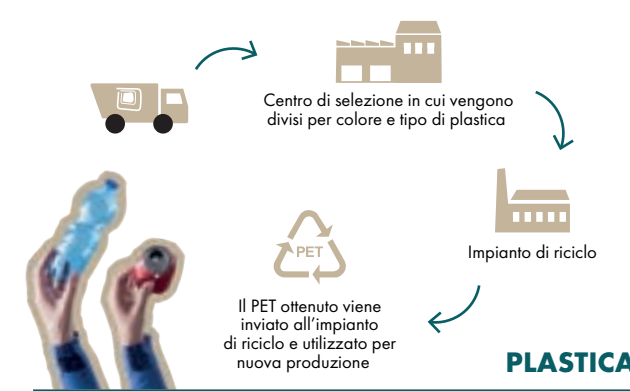 Centro di selezione in cui vengono
divisi per colore e tipo di plastica
Impianto di riciclo
PET
Il PET ottenuto viene
inviato all'impianto
di riciclo e utilizzato per
nuova produzione
PLASTICA